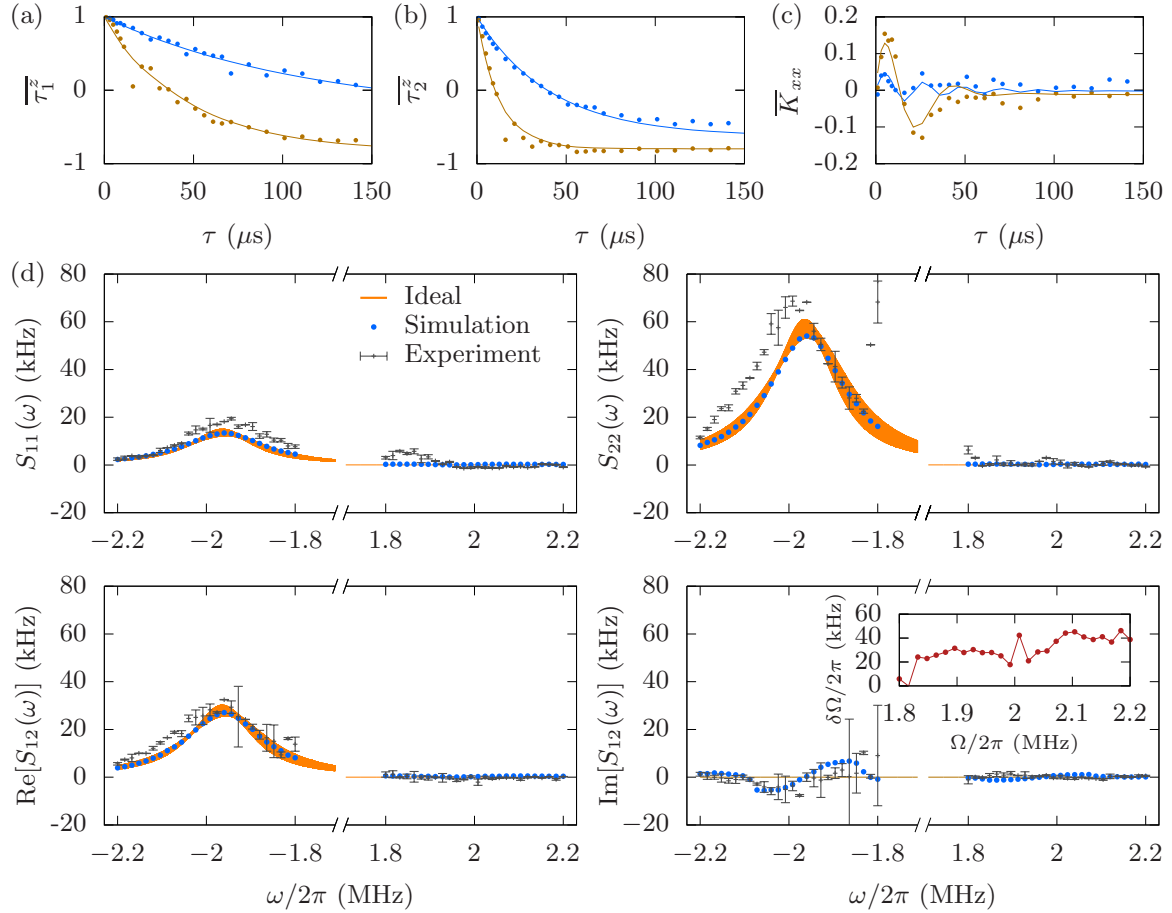 (a) (b) (c)
1 0 -1
τ̄₁ᶻ
0 50 100 150
τ (μs)
1 0 -1
τ̄₂ᶻ
0 50 100 150
τ (μs)
0.2 0.1 0 -0.1 -0.2
K̄ₓₓ
0 50 100 150
τ (μs)
(d)
80 60 40 20 0 −20
S₁₁(ω) (kHz)
Ideal
Simulation
Experiment
−2.2 −2 −1.8 1.8 2 2.2
80 60 40 20 0 −20
S₂₂(ω) (kHz)
−2.2 −2 −1.8 1.8 2 2.2
80 60 40 20 0 −20
Re[S₁₂(ω)] (kHz)
−2.2 −2 −1.8 1.8 2 2.2
ω/2π (MHz)
80 60 40 20 0 −20
Im[S₁₂(ω)] (kHz)
60 40 20 0
δΩ/2π (kHz)
1.8 1.9 2 2.1 2.2
Ω/2π (MHz)
−2.2 −2 −1.8 1.8 2 2.2
ω/2π (MHz)